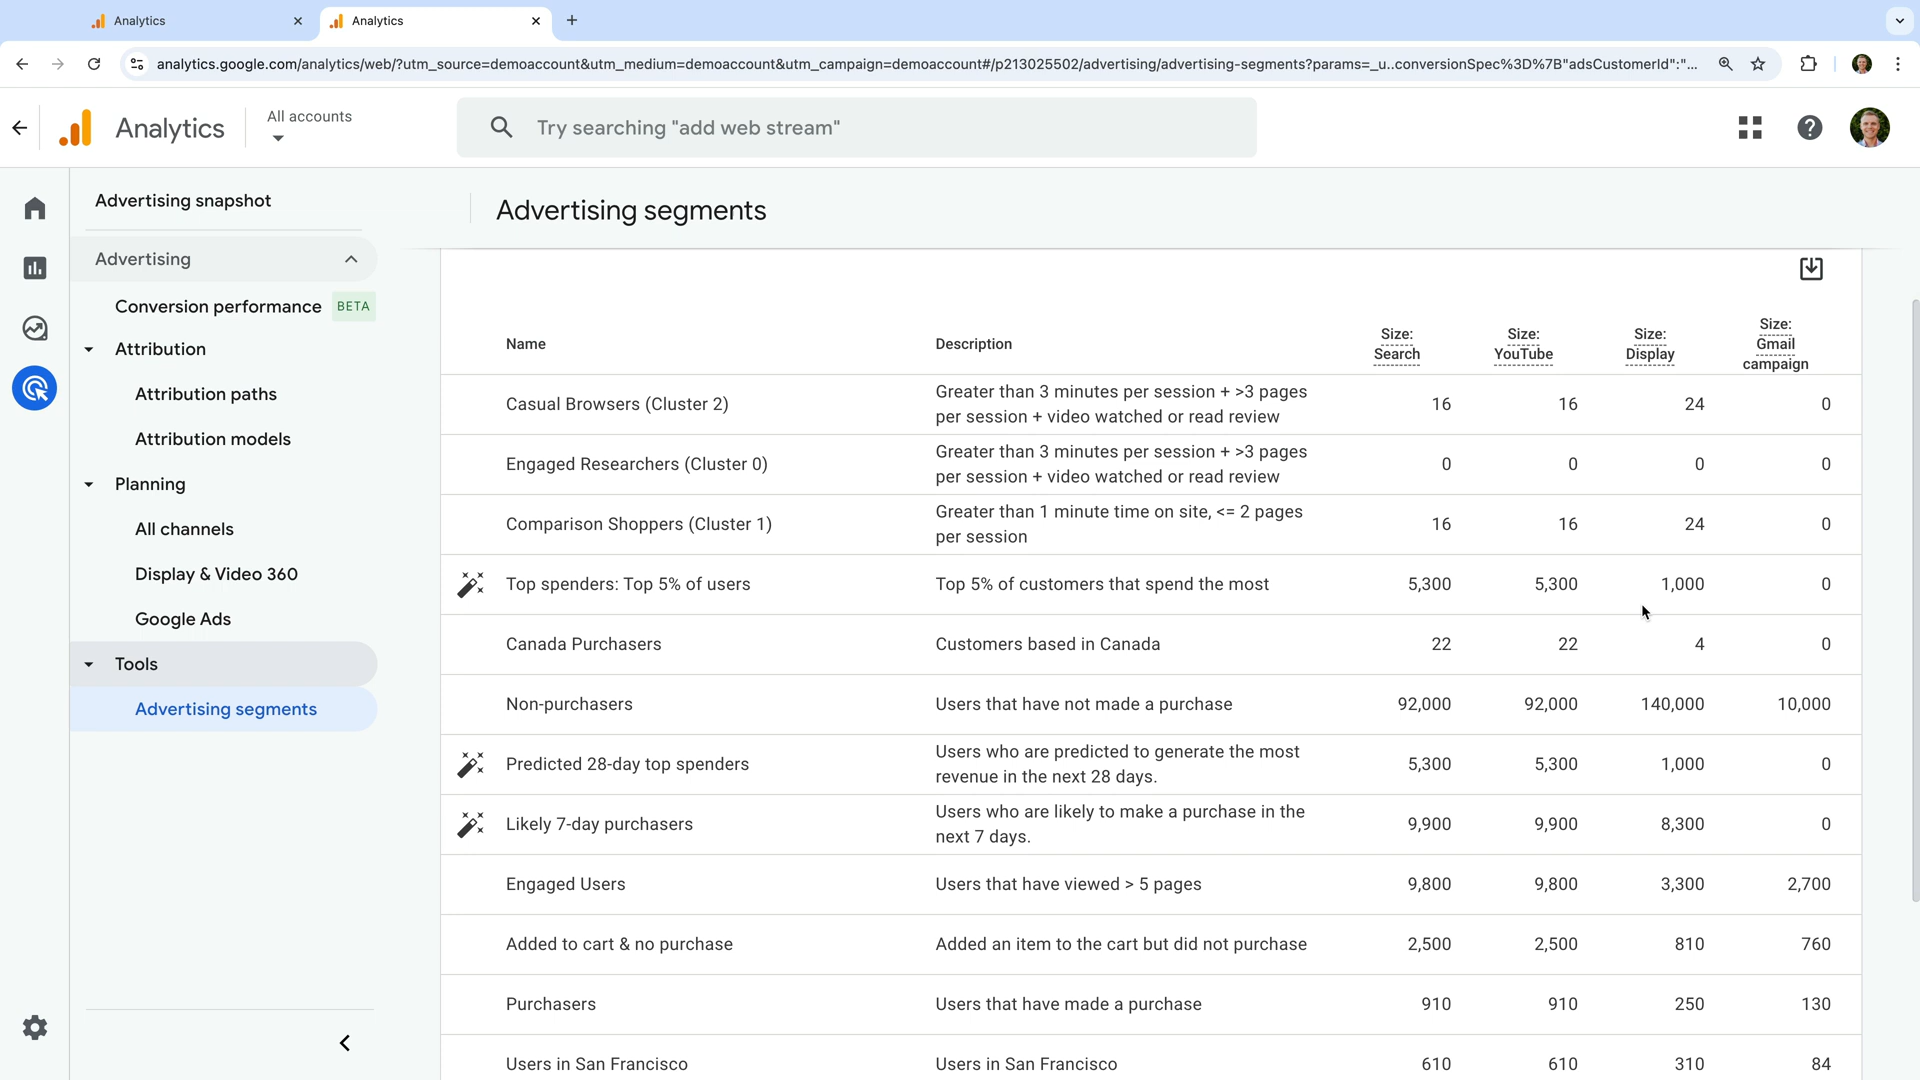 Analytics
Analytics
analytics.google.com/analytics/web/?utm_source=demoaccount&utm_medium=demoaccount&utm_campaign=demoaccount#/p213025502/advertising/advertising-segments?params=_u..conversionSpec%3D%7B"adsCustomerId":"...
Analytics
All accounts
Try searching "add web stream"
Advertising snapshot
Advertising
Conversion performance BETA
Attribution
Attribution paths
Attribution models
Planning
All channels
Display & Video 360
Google Ads
Tools
Advertising segments
Advertising segments
Name
Description
Size:
Search
Size:
YouTube
Size:
Display
Size:
Gmail
campaign
Casual Browsers (Cluster 2)
Greater than 3 minutes per session + >3 pages
per session + video watched or read review
16 16 24 0
Engaged Researchers (Cluster 0)
Greater than 3 minutes per session + >3 pages
per session + video watched or read review
0 0 0 0
Comparison Shoppers (Cluster 1)
Greater than 1 minute time on site, <= 2 pages
per session
16 16 24 0
Top spenders: Top 5% of users Top 5% of customers that spend the most 5,300 5,300 1,000 0
Canada Purchasers Customers based in Canada 22 22 4 0
Non-purchasers Users that have not made a purchase 92,000 92,000 140,000 10,000
Predicted 28-day top spenders
Users who are predicted to generate the most
revenue in the next 28 days.
5,300 5,300 1,000 0
Likely 7-day purchasers
Users who are likely to make a purchase in the
next 7 days.
9,900 9,900 8,300 0
Engaged Users Users that have viewed > 5 pages 9,800 9,800 3,300 2,700
Added to cart & no purchase Added an item to the cart but did not purchase 2,500 2,500 810 760
Purchasers Users that have made a purchase 910 910 250 130
Users in San Francisco Users in San Francisco 610 610 310 84